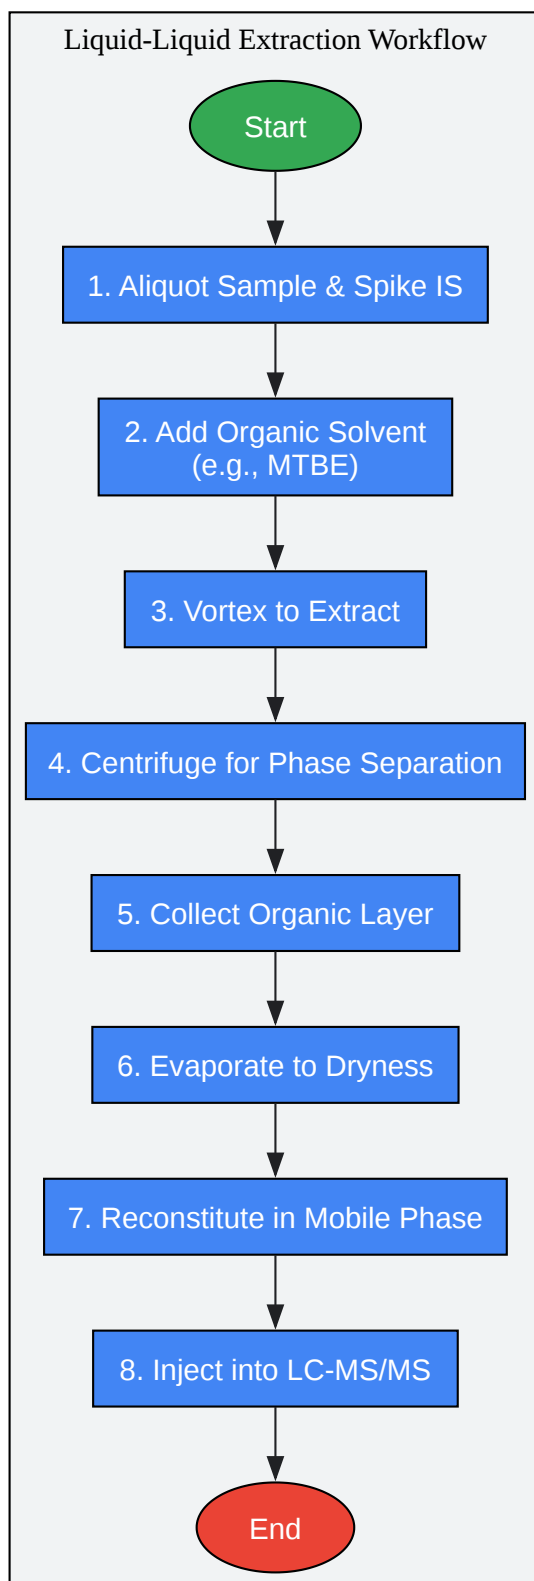 Liquid-Liquid Extraction Workflow
Start
1. Aliquot Sample & Spike IS
2. Add Organic Solvent
(e.g., MTBE)
3. Vortex to Extract
4. Centrifuge for Phase Separation
5. Collect Organic Layer
6. Evaporate to Dryness
7. Reconstitute in Mobile Phase
8. Inject into LC-MS/MS
End